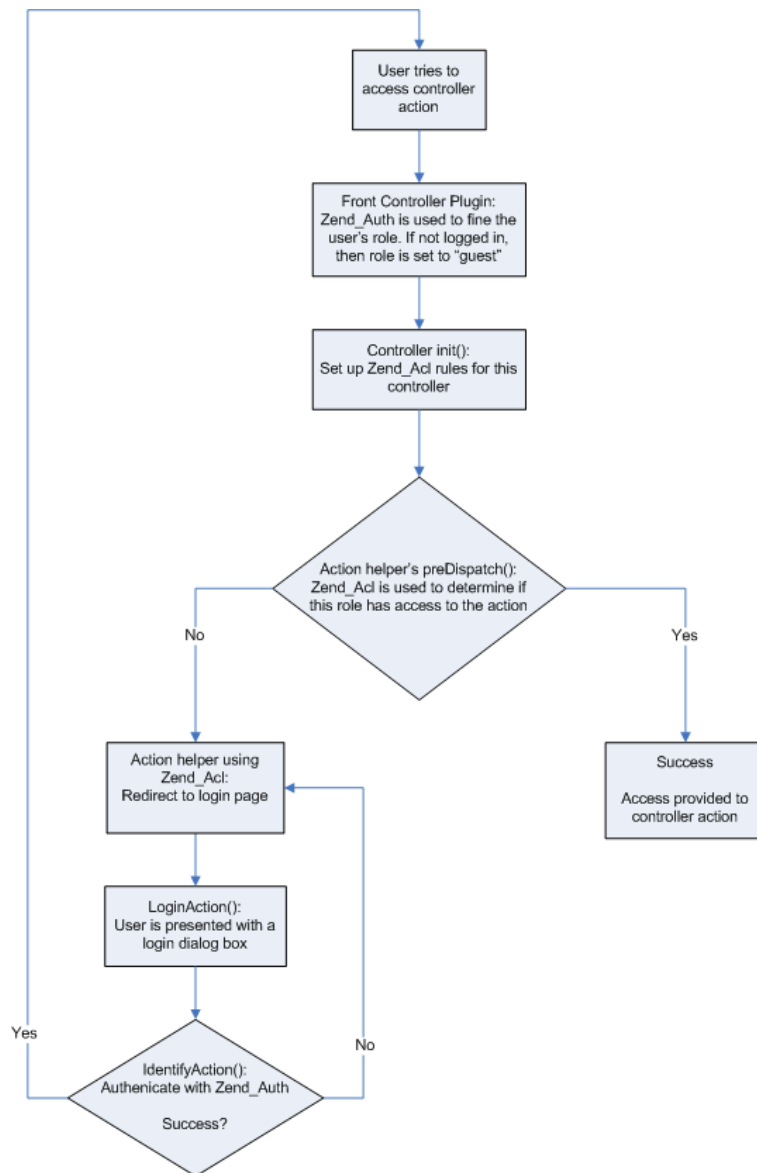 User tries to
access controller
action
Front Controller Plugin:
Zend_Auth is used to fine the
user's role. If not logged in,
then role is set to “guest”
Controller init():
Set up Zend_Acl rules for this
controller
Action helper's preDispatch():
Zend_Acl is used to determine if
this role has access to the action
No
Yes
Action helper using
Zend_Acl:
Redirect to login page
Success
Access provided to
controller action
LoginAction():
User is presented with a
login dialog box
Yes
No
IdentifyAction():
Authenicate with Zend_Auth
Success?